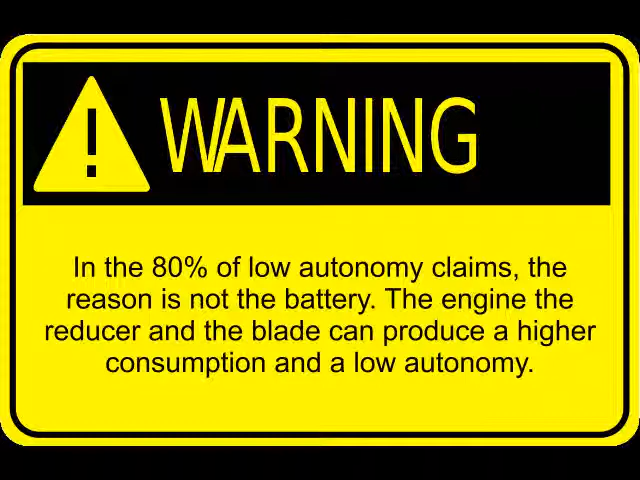 WARNING
In the 80% of low autonomy claims, the
reason is not the battery. The engine the
reducer and the blade can produce a higher
consumption and a low autonomy.